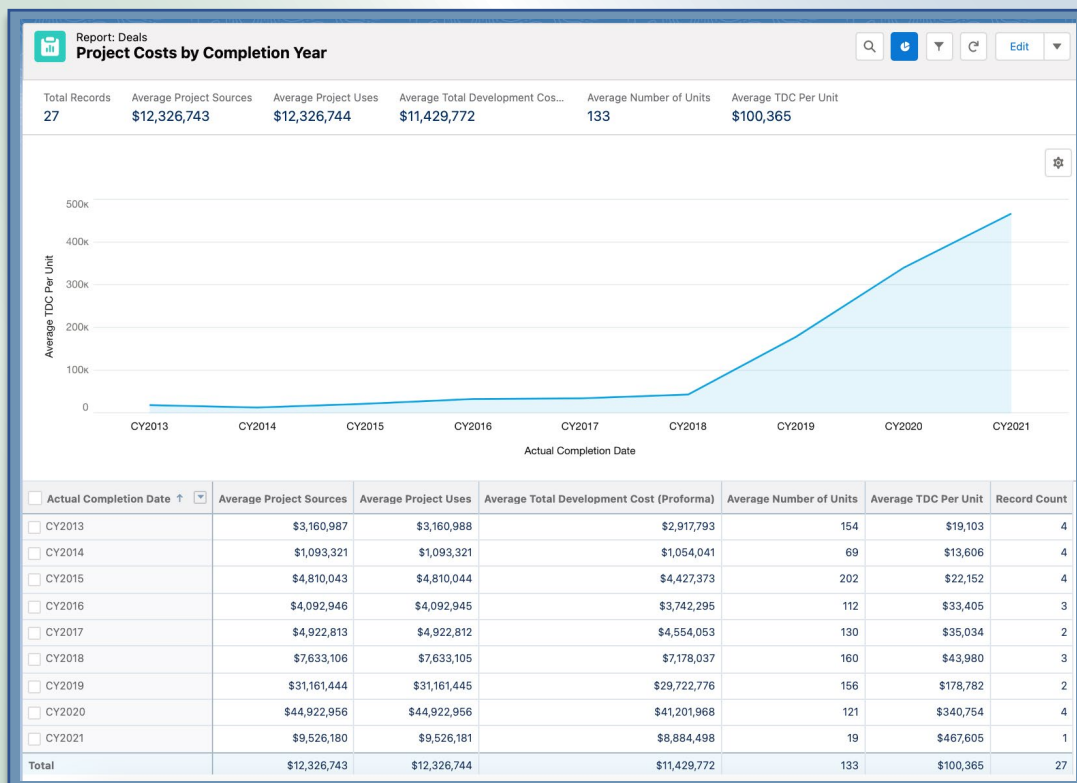 Report: Deals
Project Costs by Completion Year
Edit
Total Records Average Project Sources Average Project Uses Average Total Development Cos... Average Number of Units Average TDC Per Unit
27 $12,326,743 $12,326,744 $11,429,772 133 $100,365
500K
400K
300K
200K
100K
0
Average TDC Per Unit
CY2013 CY2014 CY2015 CY2016 CY2017 CY2018 CY2019 CY2020 CY2021
Actual Completion Date
Actual Completion Date ↑ Average Project Sources Average Project Uses Average Total Development Cost (Proforma) Average Number of Units Average TDC Per Unit Record Count
CY2013 $3,160,987 $3,160,988 $2,917,793 154 $19,103 4
CY2014 $1,093,321 $1,093,321 $1,054,041 69 $13,606 4
CY2015 $4,810,043 $4,810,044 $4,427,373 202 $22,152 4
CY2016 $4,092,946 $4,092,945 $3,742,295 112 $33,405 3
CY2017 $4,922,813 $4,922,812 $4,554,053 130 $35,034 2
CY2018 $7,633,106 $7,633,105 $7,178,037 160 $43,980 3
CY2019 $31,161,444 $31,161,445 $29,722,776 156 $178,782 2
CY2020 $44,922,956 $44,922,956 $41,201,968 121 $340,754 4
CY2021 $9,526,180 $9,526,181 $8,884,498 19 $467,605 1
Total $12,326,743 $12,326,744 $11,429,772 133 $100,365 27